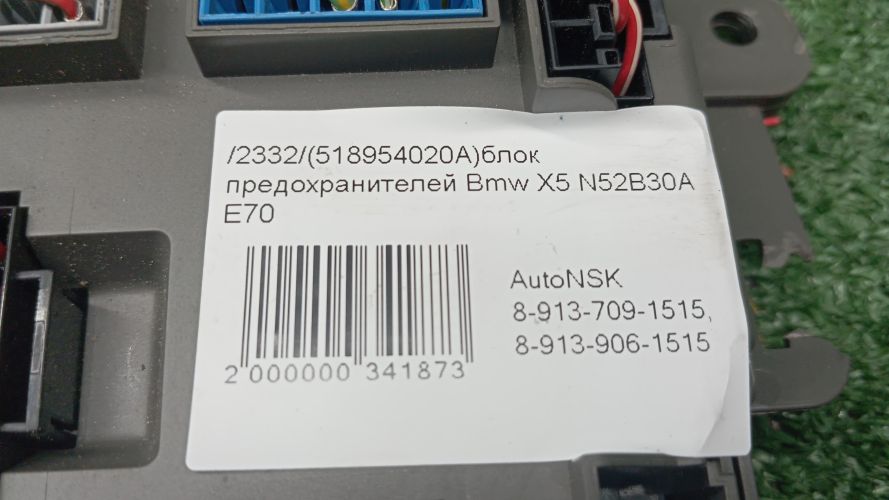 /2332/(518954020A)блок
предохранителей Bmw X5 N52B30A
E70
AutoNSK
8-913-709-1515,
8-913-906-1515
2 000000 341873